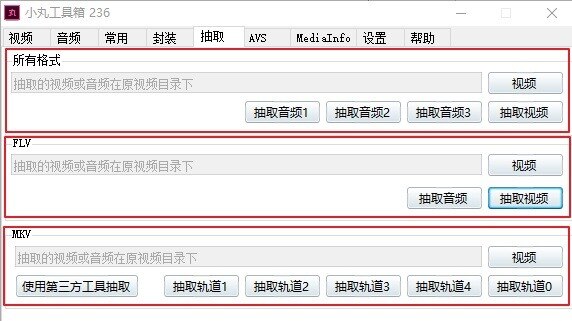 小丸工具箱 236
视频 音频 常用 封装 抽取 AVS MediaInfo 设置 帮助
所有格式
抽取的视频或音频在原视频目录下 视频
抽取音频1 抽取音频2 抽取音频3 抽取视频
FLV
抽取的视频或音频在原视频目录下 视频
抽取音频 抽取视频
MKV
抽取的视频或音频在原视频目录下 视频
使用第三方工具抽取 抽取轨道1 抽取轨道2 抽取轨道3 抽取轨道4 抽取轨道0